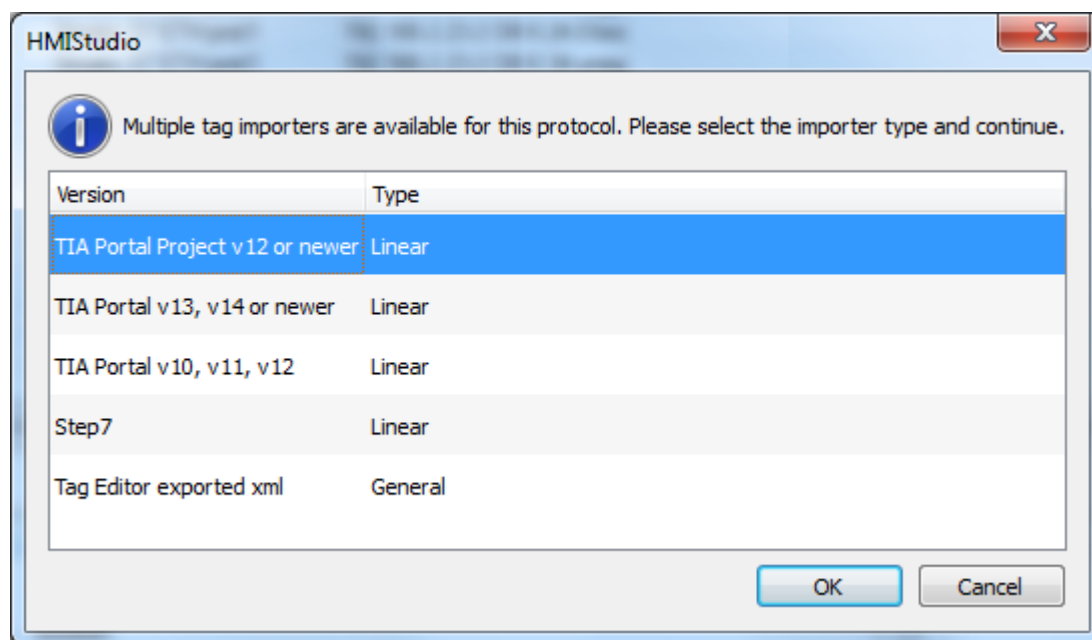 HMIStudio
Multiple tag importers are available for this protocol. Please select the importer type and continue.
Version Type
TIA Portal Project v12 or newer Linear
TIA Portal v13, v14 or newer Linear
TIA Portal v10, v11, v12 Linear
Step7 Linear
Tag Editor exported xml General
OK Cancel